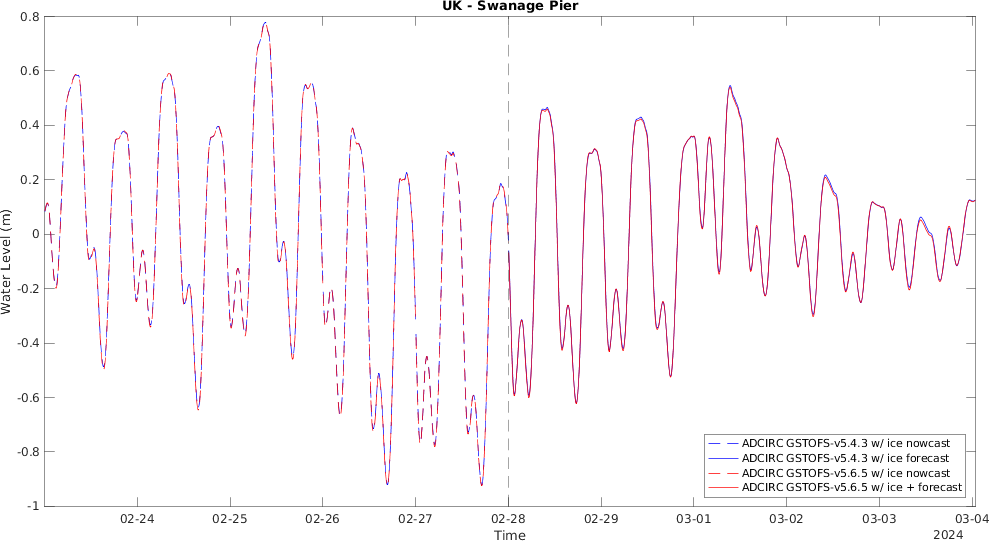 UK - Swanage Pier
Water Level (m)
0.8
0.6
0.4
0.2
0
-0.2
-0.4
-0.6
-0.8
-1
ADCIRC GSTOFS-v5.4.3 w/ ice nowcast
ADCIRC GSTOFS-v5.4.3 w/ ice forecast
ADCIRC GSTOFS-v5.6.5 w/ ice nowcast
ADCIRC GSTOFS-v5.6.5 w/ ice + forecast
02-24 02-25 02-26 02-27 02-28 02-29 03-01 03-02 03-03 03-04
Time
2024